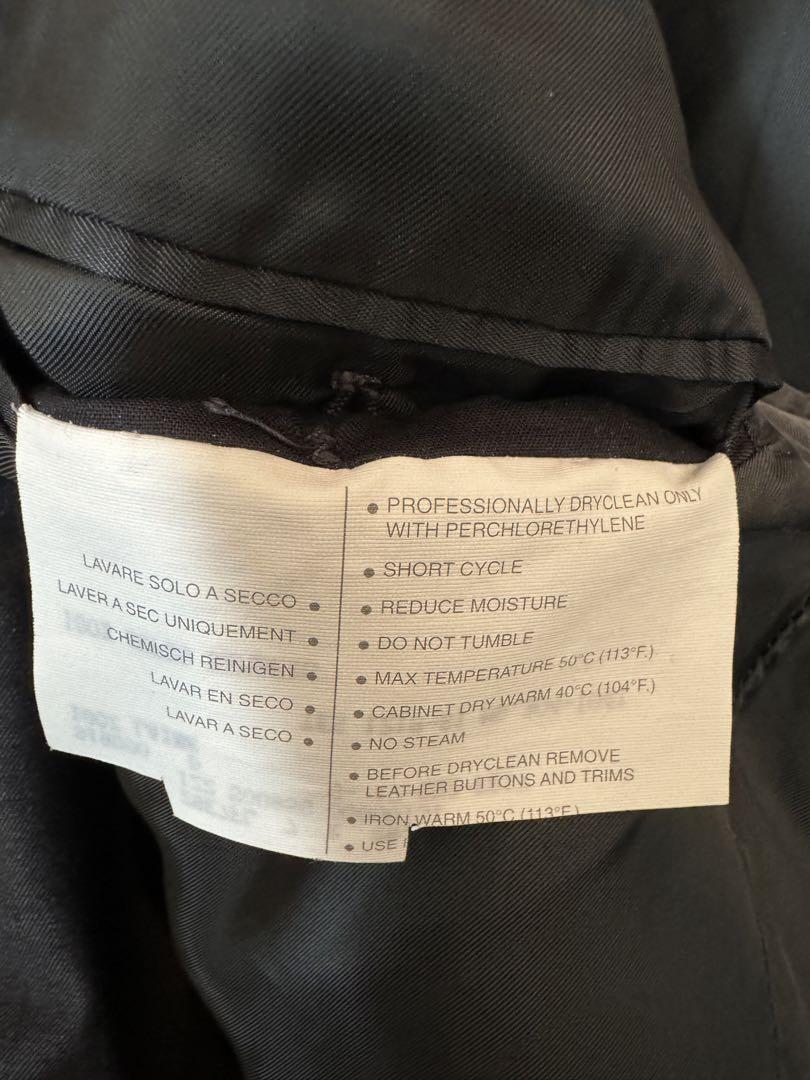 LAVARE SOLO A SECCO •
LAVER A SEC UNIQUEMENT •
CHEMISCH REINIGEN •
LAVAR EN SECO •
LAVAR A SECO •
• PROFESSIONALLY DRYCLEAN ONLY
WITH PERCHLORETHYLENE
• SHORT CYCLE
• REDUCE MOISTURE
• DO NOT TUMBLE
• MAX TEMPERATURE 50°C (113°F.)
• CABINET DRY WARM 40°C (104°F.)
• NO STEAM
• BEFORE DRYCLEAN REMOVE
LEATHER BUTTONS AND TRIMS
• IRON WARM 50°C (113°F.)
• USE